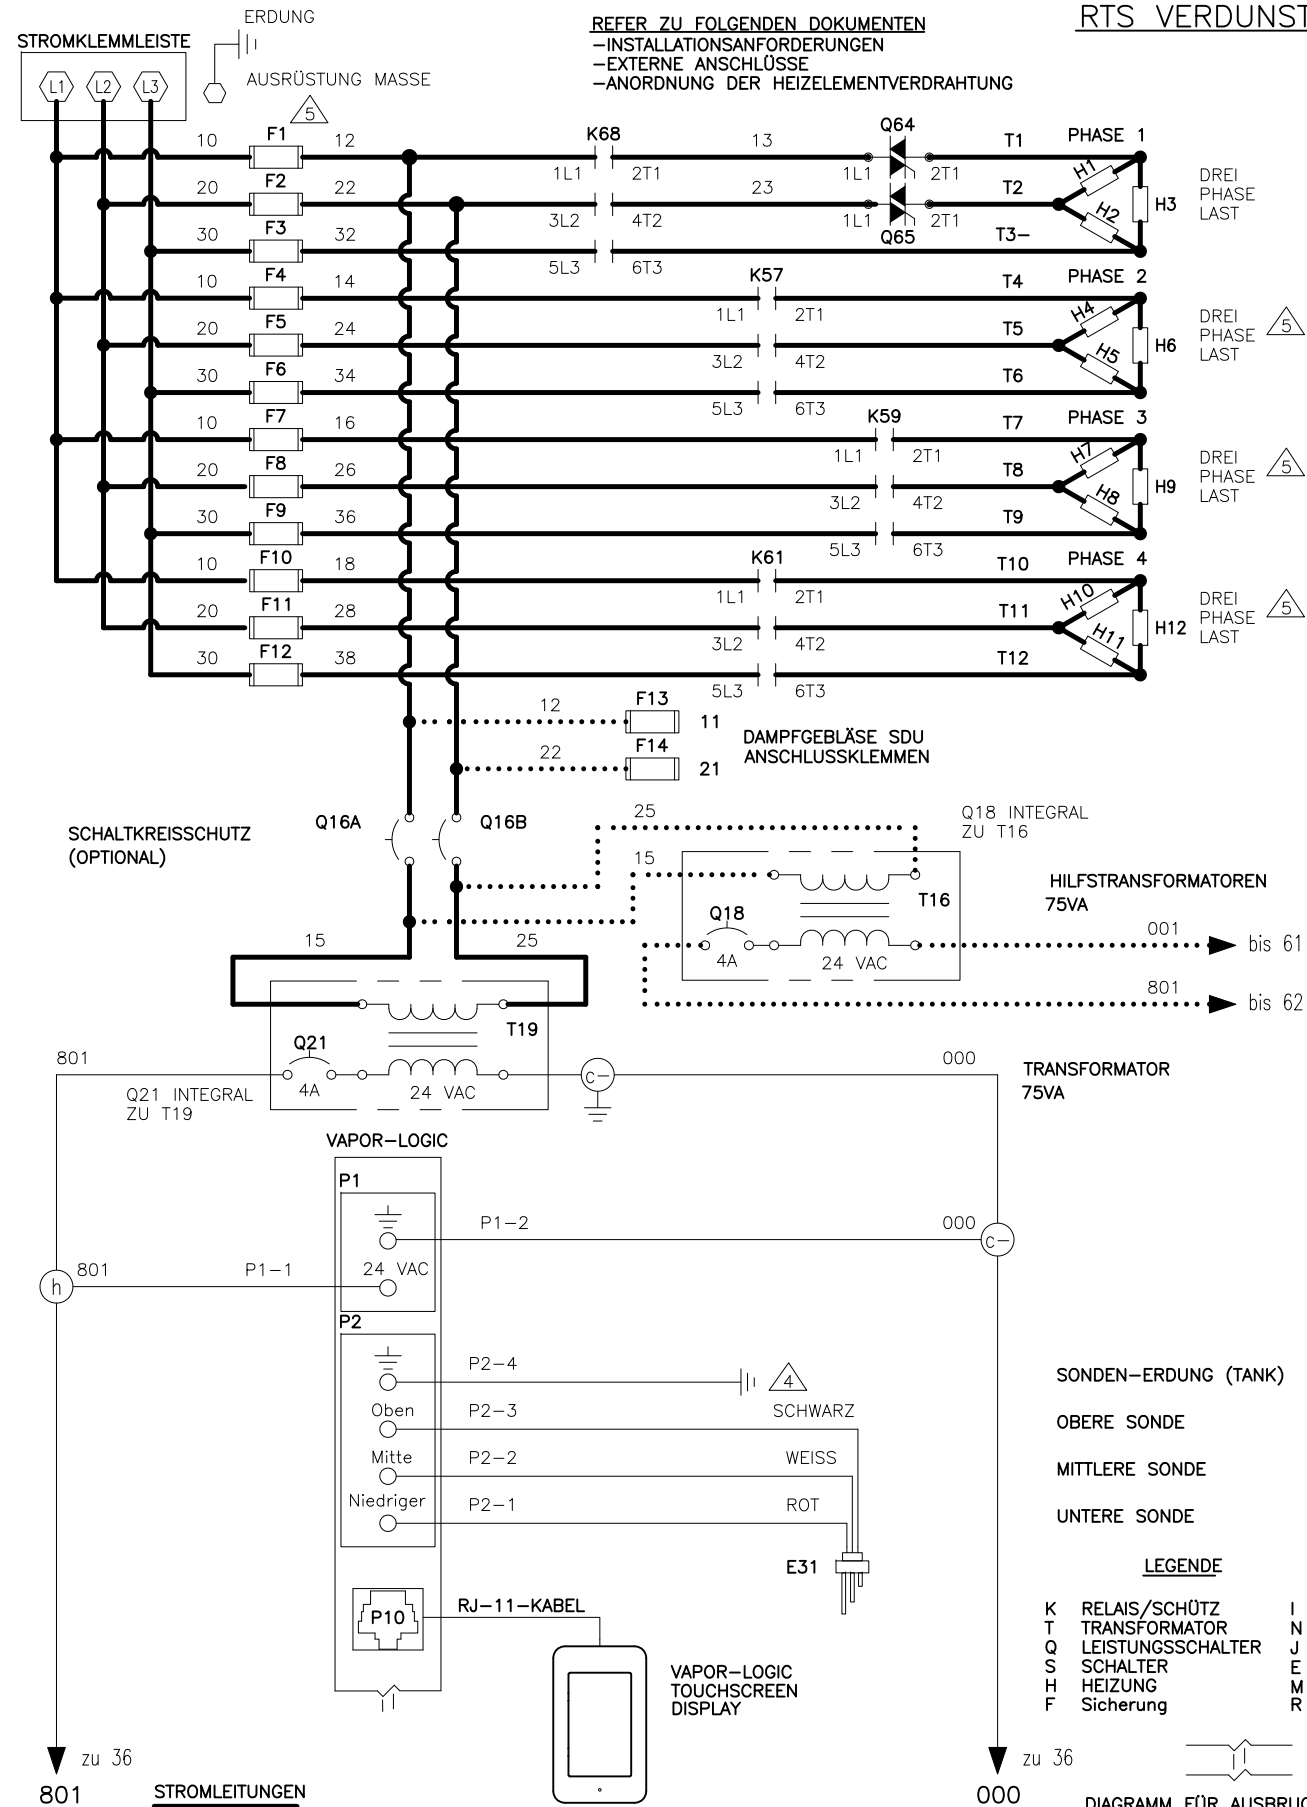 RTS VERDUNST
ERDUNG
STROMKLEMMLEISTE
REFER ZU FOLGENDEN DOKUMENTEN
-INSTALLATIONSANFORDERUNGEN
-EXTERNE ANSCHLÜSSE
-ANORDNUNG DER HEIZELEMENTVERDRAHTUNG
L1 L2 L3
AUSRÜSTUNG MASSE
5
10 F1 12 K68 13 Q64 T1 PHASE 1
1L1 2T1 1L1 2T1 H1
20 F2 22 23 T2 H3 DREI
PHASE
LAST
3L2 4T2 1L1 2T1 H2
30 F3 32 Q65 T3-
5L3 6T3
10 F4 14 K57 T4 PHASE 2
1L1 2T1 H4
20 F5 24 T5 H6 DREI
PHASE 5
LAST
3L2 4T2 H5
30 F6 34 T6
5L3 6T3
10 F7 16 K59 T7 PHASE 3
1L1 2T1 H7
20 F8 26 T8 H9 DREI
PHASE 5
LAST
3L2 4T2 H8
30 F9 36 T9
5L3 6T3
10 F10 18 K61 T10 PHASE 4
1L1 2T1 H10
20 F11 28 T11 H12 DREI
PHASE 5
LAST
3L2 4T2 H11
30 F12 38 T12
5L3 6T3
12 F13 11
22 F14 21
DAMPFGEBLÄSE SDU
ANSCHLUSSKLEMMEN
SCHALTKREISSCHUTZ
(OPTIONAL)
Q16A Q16B
25
Q18 INTEGRAL
ZU T16
15
T16
HILFSTRANSFORMATOREN
75VA
Q18
4A 24 VAC
001 bis 61
801 bis 62
15 25
T19
Q21
4A 24 VAC
801
Q21 INTEGRAL
ZU T19
c-
000
TRANSFORMATOR
75VA
VAPOR-LOGIC
P1
P1-2 000 c-
h 801 P1-1 24 VAC
P2
P2-4 4 SONDEN-ERDUNG (TANK)
Oben P2-3 SCHWARZ OBERE SONDE
Mitte P2-2 WEISS MITTLERE SONDE
Niedriger P2-1 ROT UNTERE SONDE
E31
P10 RJ-11-KABEL
VAPOR-LOGIC
TOUCHSCREEN
DISPLAY
LEGENDE
K RELAIS/SCHÜTZ I
T TRANSFORMATOR N
Q LEISTUNGSSCHALTER J
S SCHALTER E
H HEIZUNG M
F Sicherung R
zu 36
801
STROMLEITUNGEN
zu 36
000
DIAGRAMM FÜR AUSBRUC